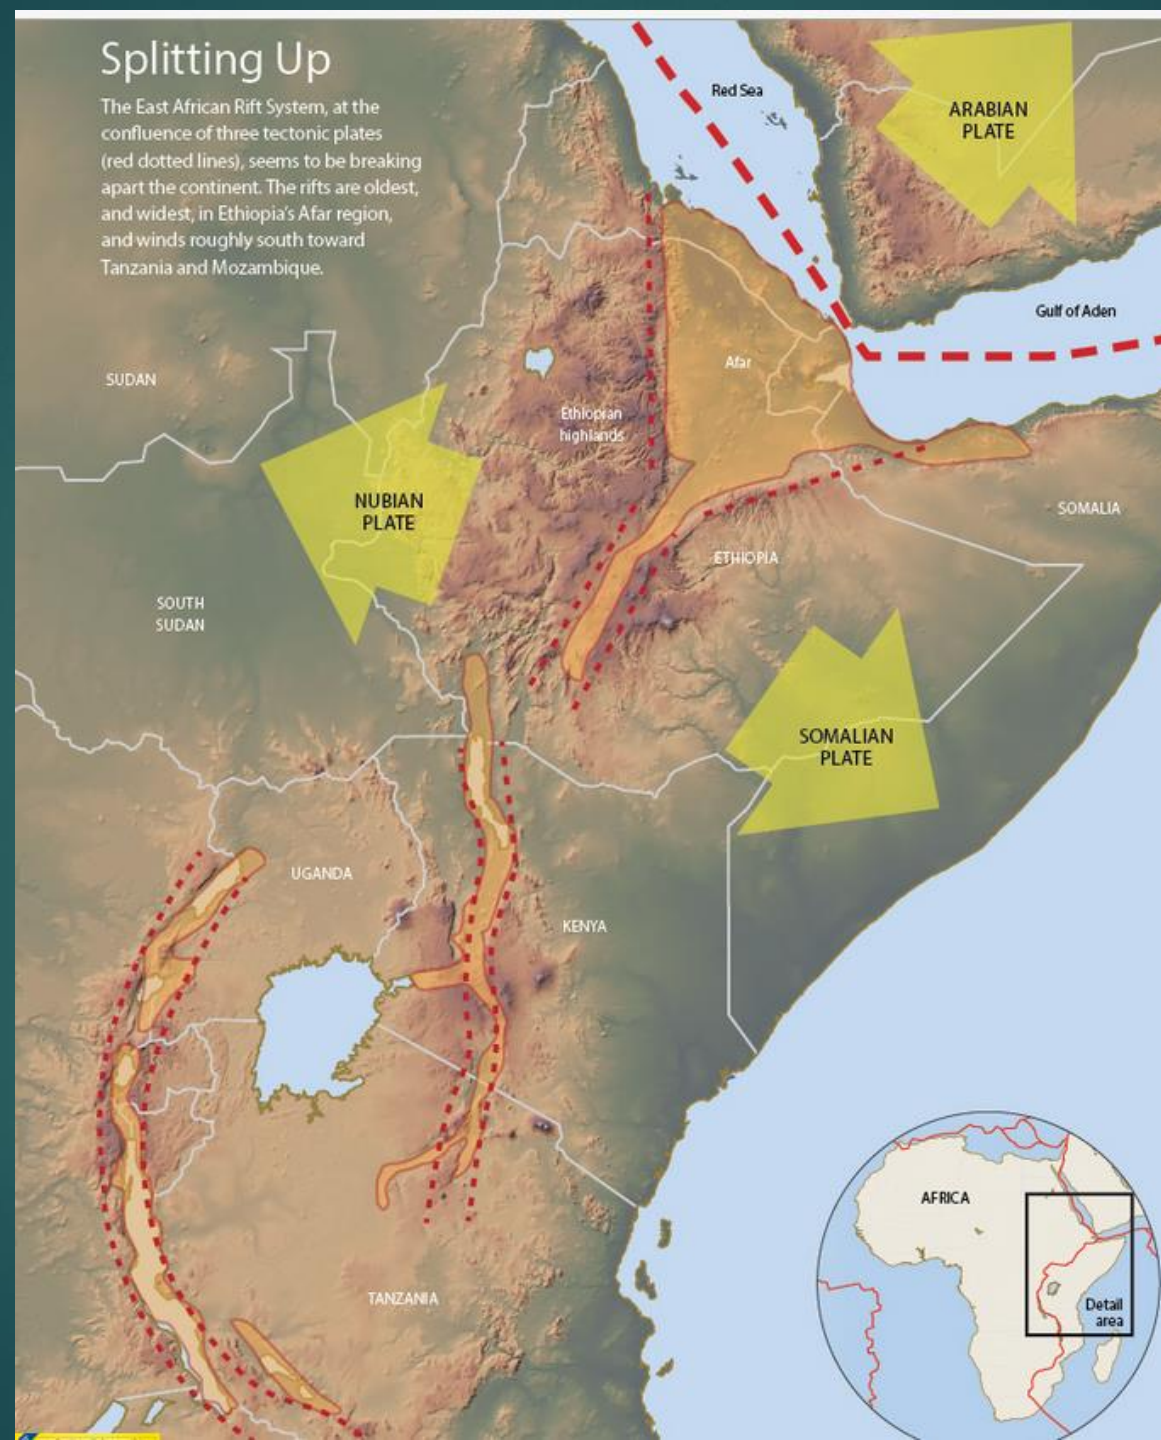 Splitting Up
The East African Rift System, at the
confluence of three tectonic plates
(red dotted lines), seems to be breaking
apart the continent. The rifts are oldest,
and widest, in Ethiopia's Afar region,
and winds roughly south toward
Tanzania and Mozambique.
Red Sea
ARABIAN
PLATE
Gulf of Aden
Afar
SUDAN
Ethiopian
highlands
NUBIAN
PLATE
SOMALIA
ETHIOPIA
SOUTH
SUDAN
SOMALIAN
PLATE
UGANDA
KENYA
TANZANIA
AFRICA
Detail
area